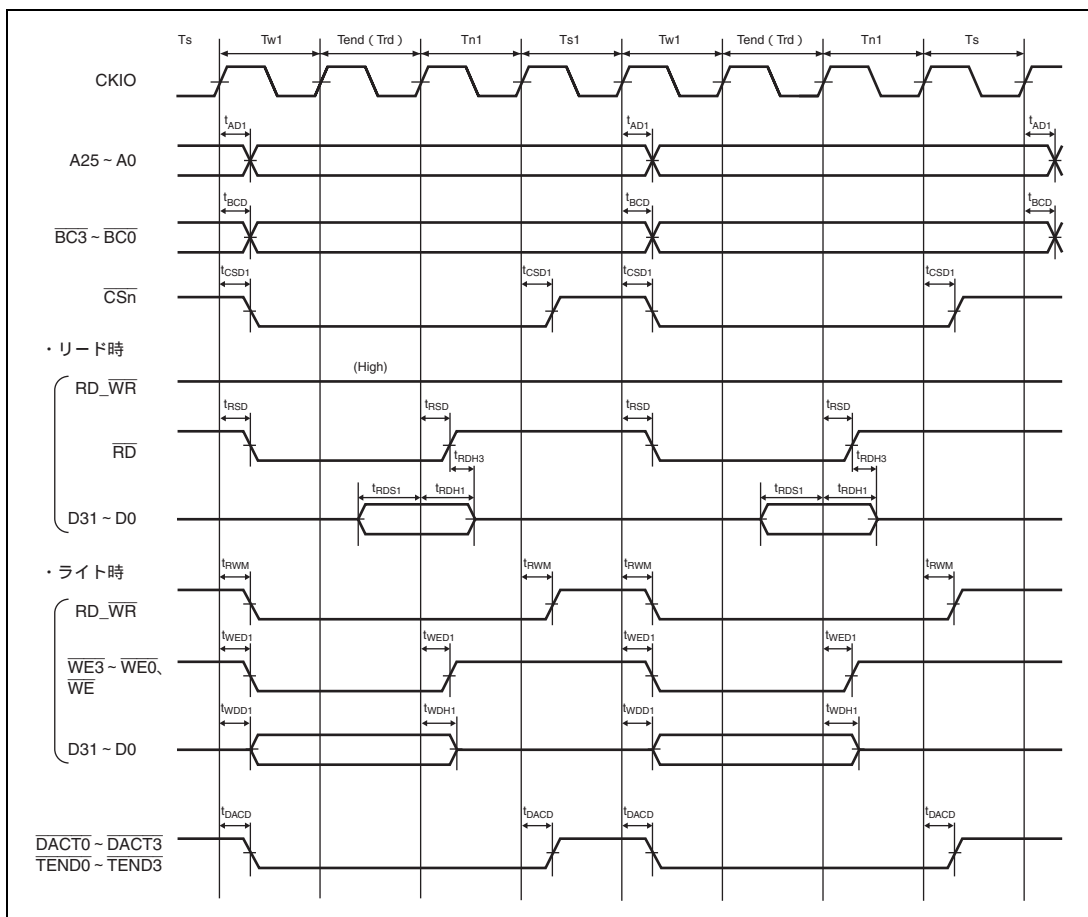 Ts Tw1 Tend ( Trd ) Tn1 Ts1 Tw1 Tend ( Trd ) Tn1 Ts
CKIO
tAD1 tAD1 tAD1
A25 ~ A0
tBCD tBCD tBCD
BC3 ~ BC0
tCSD1 tCSD1 tCSD1 tCSD1
CSn
・リード時
(High)
RD_WR
tRSD tRSD tRSD tRSD
RD
tRDH3 tRDH3
tRDS1 tRDH1 tRDS1 tRDH1
D31 ~ D0
・ライト時
tRWM tRWM tRWM tRWM
RD_WR
tWED1 tWED1 tWED1 tWED1
WE3 ~ WE0、
WE
tWDD1 tWDH1 tWDD1 tWDH1
D31 ~ D0
tDACD tDACD tDACD tDACD
DACT0 ~ DACT3
TEND0 ~ TEND3